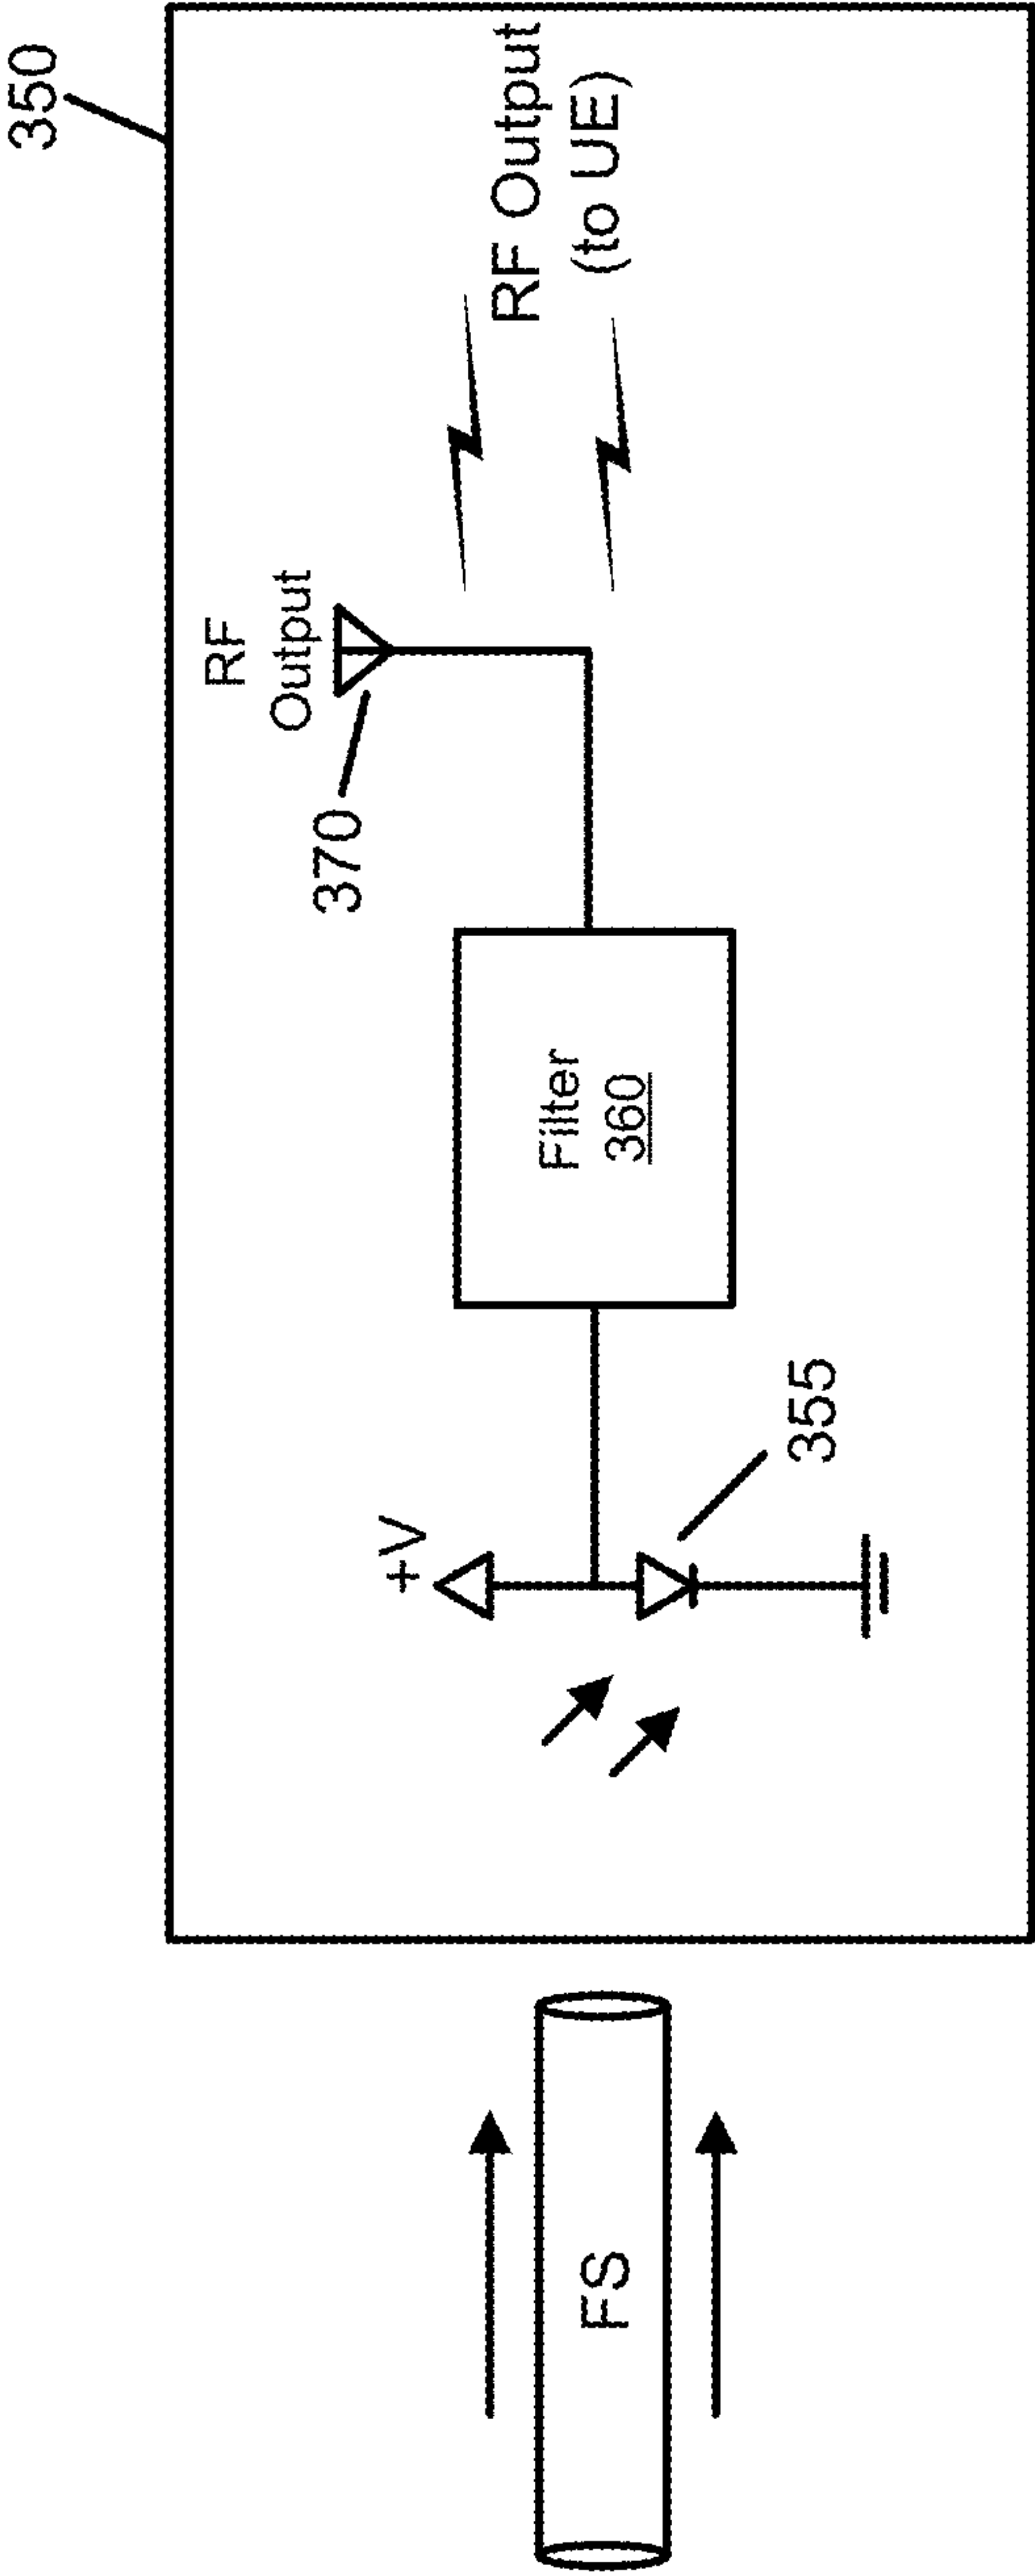 350
RF
Output
370
RF Output
(to UE)
+V
Filter
360
355
FS